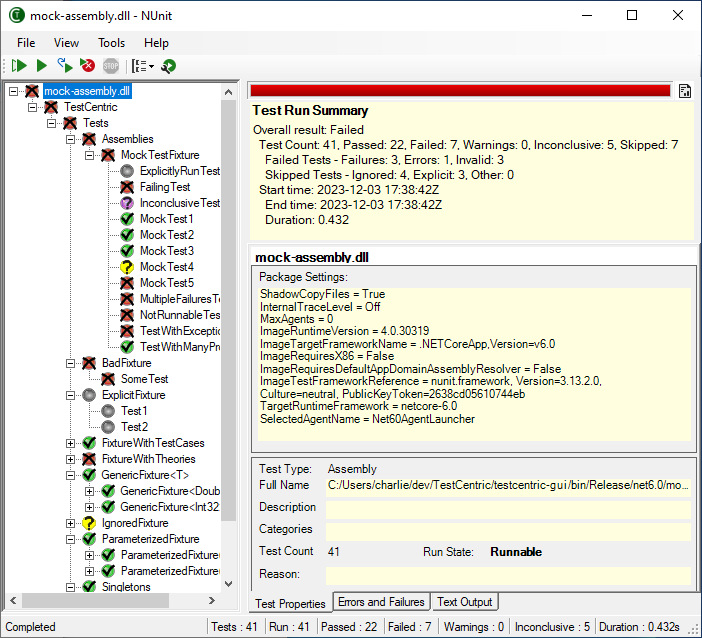 mock-assembly.dll - NUnit
File View Tools Help
STOP
mock-assembly.dll
TestCentric
Tests
Assemblies
MockTestFixture
ExplicitlyRunTest
FailingTest
InconclusiveTest
MockTest1
MockTest2
MockTest3
MockTest4
MockTest5
MultipleFailuresT
NotRunnableTes
TestWithExceptio
TestWithManyPro
BadFixture
SomeTest
ExplicitFixture
Test1
Test2
FixtureWithTestCases
FixtureWithTheories
GenericFixture<T>
GenericFixture<Doub
GenericFixture<Int32
IgnoredFixture
ParameterizedFixture
ParameterizedFixture(
ParameterizedFixture(
Singletons
Test Run Summary
Overall result: Failed
Test Count: 41, Passed: 22, Failed: 7, Warnings: 0, Inconclusive: 5, Skipped: 7
Failed Tests - Failures: 3, Errors: 1, Invalid: 3
Skipped Tests - Ignored: 4, Explicit: 3, Other: 0
Start time: 2023-12-03 17:38:42Z
End time: 2023-12-03 17:38:42Z
Duration: 0.432
mock-assembly.dll
Package Settings:
ShadowCopyFiles = True
InternalTraceLevel = Off
MaxAgents = 0
ImageRuntimeVersion = 4.0.30319
ImageTargetFrameworkName = .NETCoreApp,Version=v6.0
ImageRequiresX86 = False
ImageRequiresDefaultAppDomainAssemblyResolver = False
ImageTestFrameworkReference = nunit.framework, Version=3.13.2.0,
Culture=neutral, PublicKeyToken=2638cd05610744eb
TargetRuntimeFramework = netcore-6.0
SelectedAgentName = Net60AgentLauncher
Test Type: Assembly
Full Name C:/Users/charlie/dev/TestCentric/testcentric-gui/bin/Release/net6.0/mo...
Description
Categories
Test Count 41 Run State: Runnable
Reason:
Test Properties Errors and Failures Text Output
Completed Tests : 41 Run : 41 Passed : 22 Failed : 7 Warnings : 0 Inconclusive : 5 Duration : 0.432s